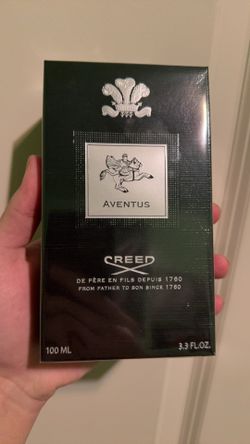 AVENTUS
CREED
DE PÈRE EN FILS DEPUIS 1760
FROM FATHER TO SON SINCE 1760
100 ML 3.3 FL.OZ.